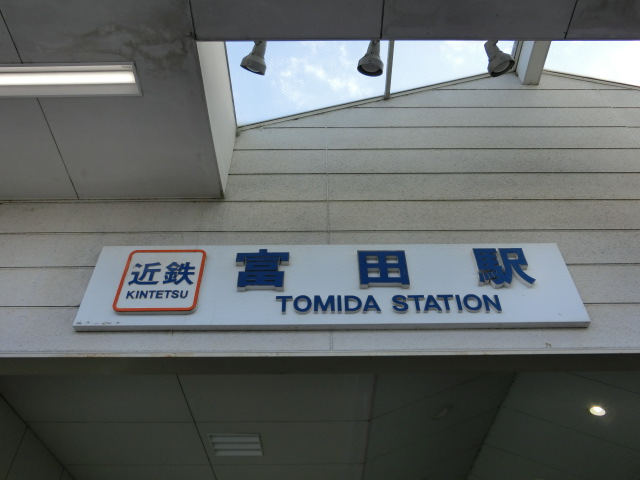 近鉄
KINTETSU
富田駅
TOMIDA STATION